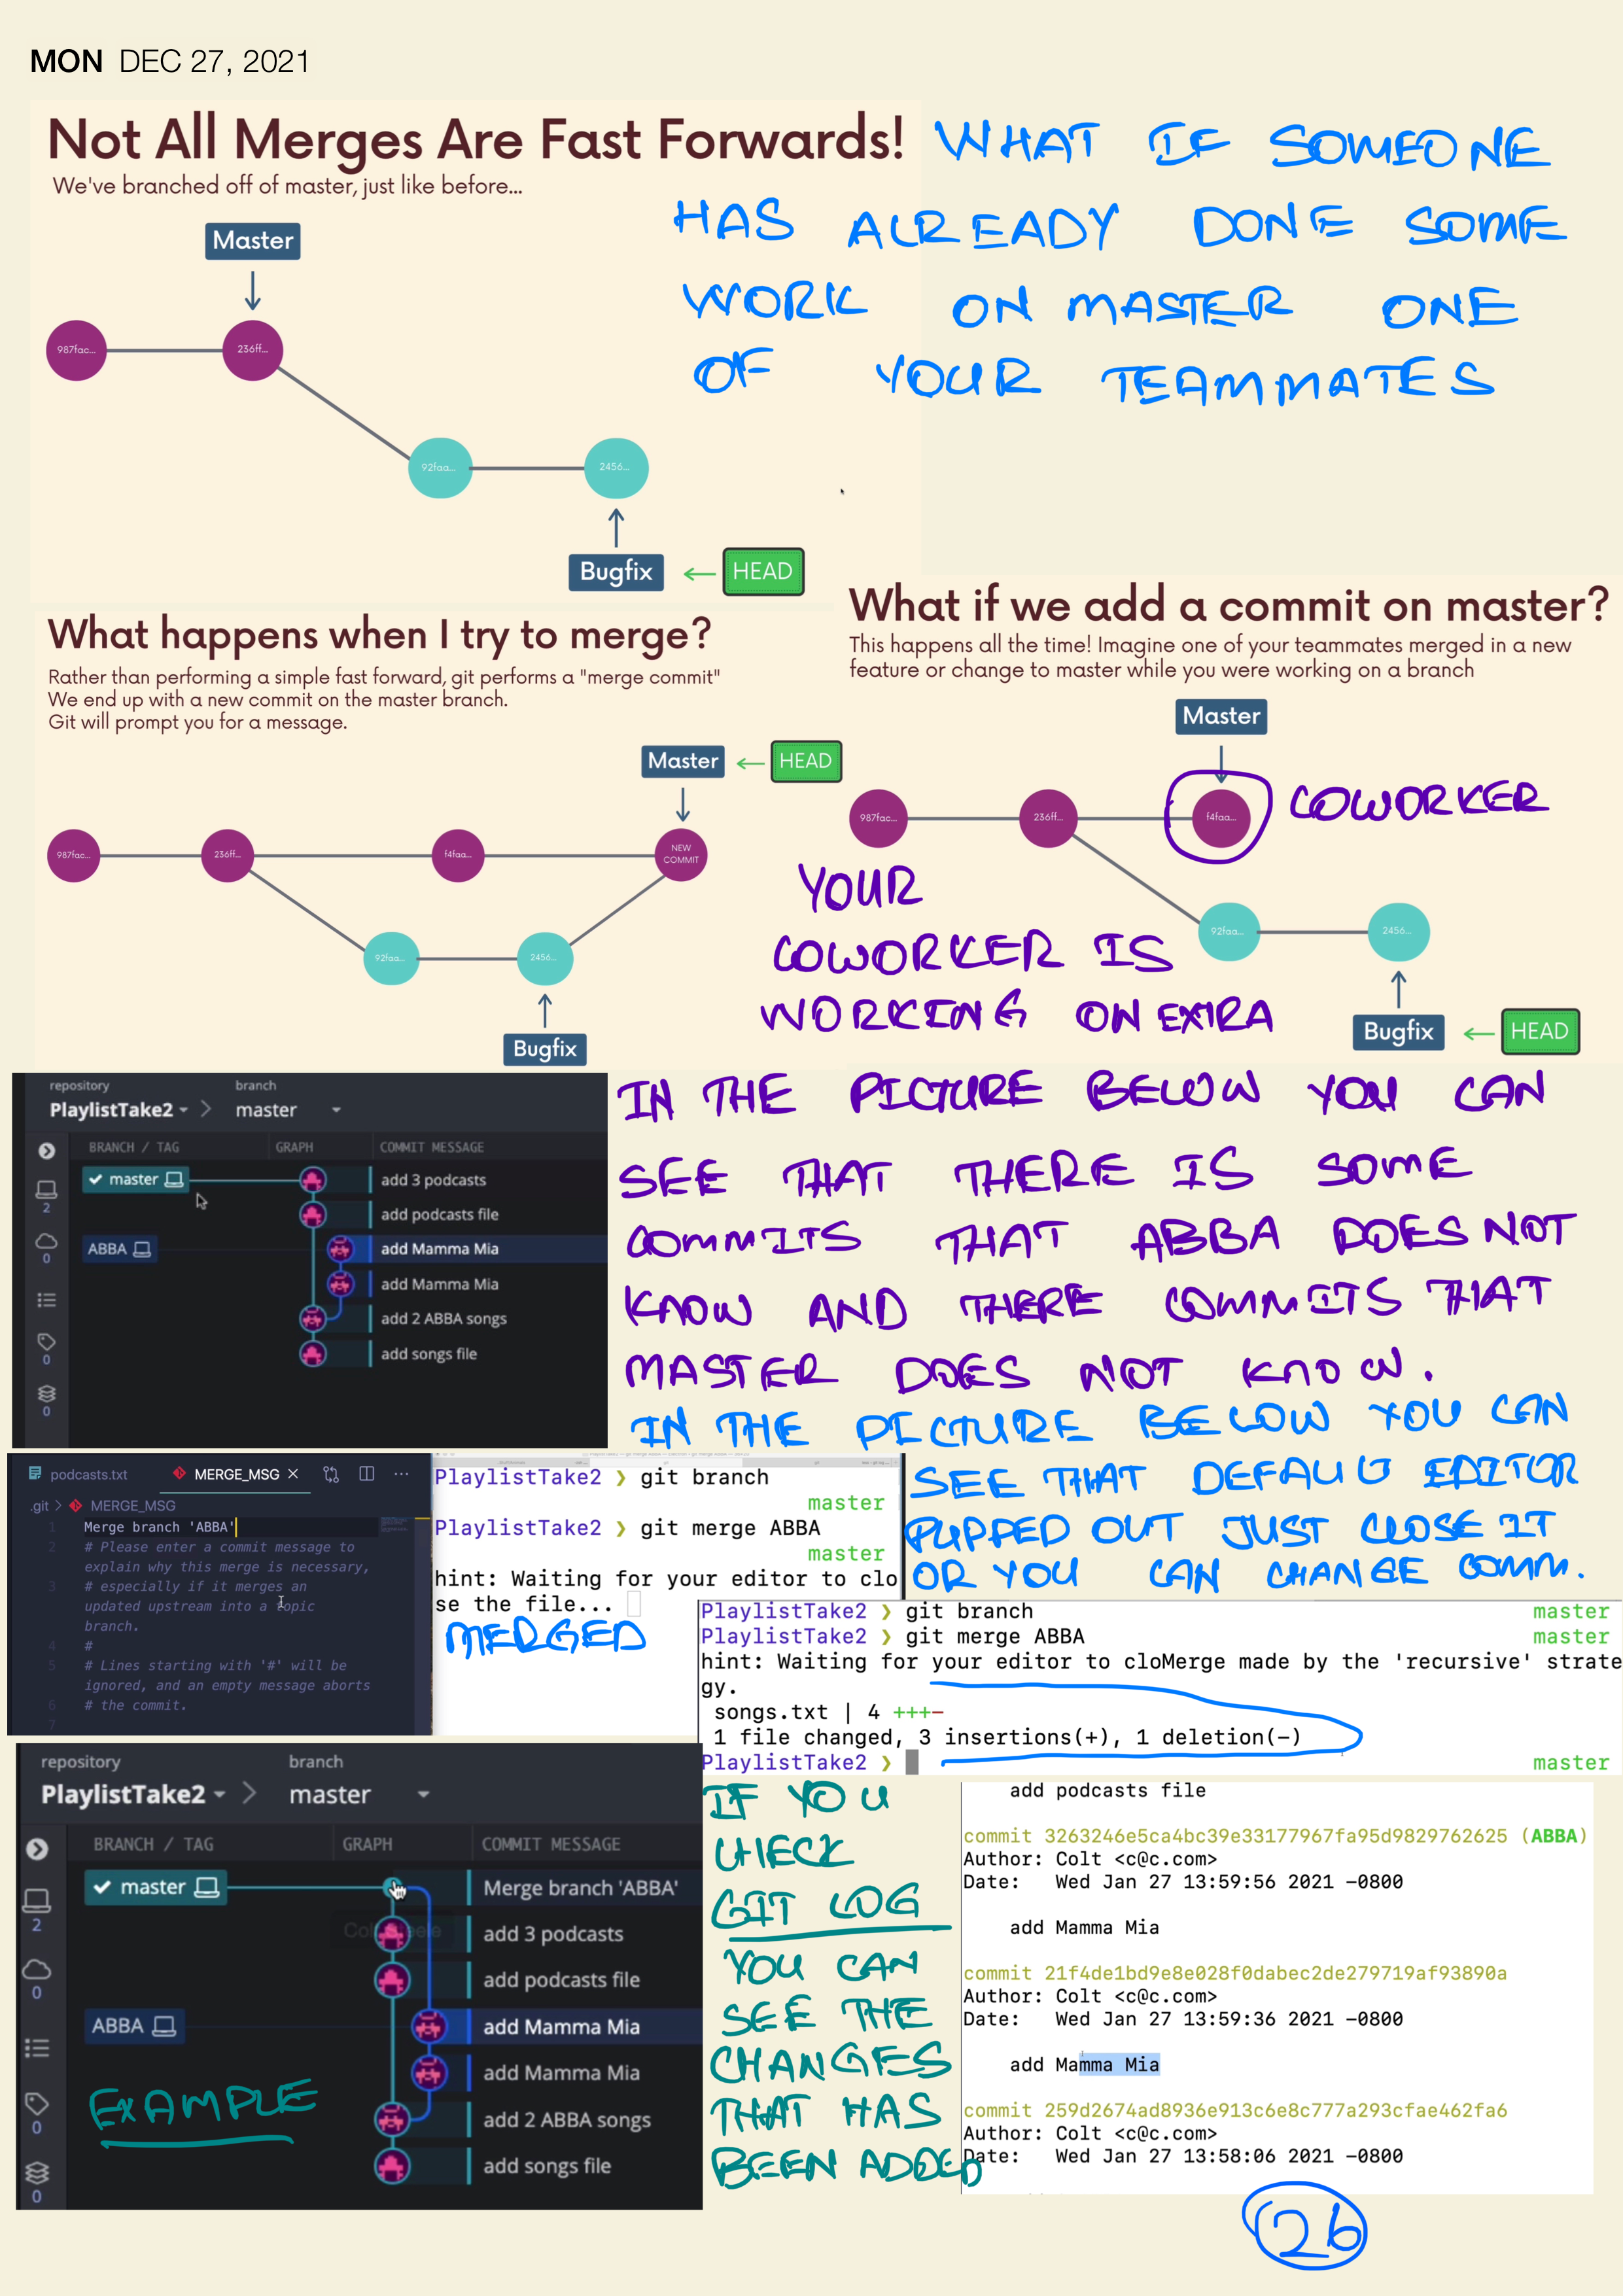 MON DEC 27, 2021
Not All Merges Are Fast Forwards!
We've branched off of master, just like before...
WHAT IF SOMEONE
HAS ALREADY DONE SOME
WORK ON MASTER ONE
OF YOUR TEAMMATES
Master
987fac...
236ff...
92faa...
2456...
Bugfix
HEAD
What happens when I try to merge?
Rather than performing a simple fast forward, git performs a "merge commit"
We end up with a new commit on the master branch.
Git will prompt you for a message.
Master
HEAD
987fac...
236ff...
f4faa...
NEW
COMMIT
92faa...
2456...
Bugfix
What if we add a commit on master?
This happens all the time! Imagine one of your teammates merged in a new
feature or change to master while you were working on a branch
Master
987fac...
236ff...
f4faa...
COWORKER
92faa...
2456...
Bugfix
HEAD
YOUR
COWORKER IS
WORKING ON EXTRA
repository branch
PlaylistTake2 master
BRANCH / TAG GRAPH COMMIT MESSAGE
master add 3 podcasts
2
add podcasts file
ABBA add Mamma Mia
0
add Mamma Mia
add 2 ABBA songs
add songs file
0
0
IN THE PICTURE BELOW YOU CAN
SEE THAT THERE IS SOME
COMMITS THAT ABBA DOES NOT
KNOW AND THERE COMMITS THAT
MASTER DOES NOT KNOW.
IN THE PICTURE BELOW YOU CAN
SEE THAT DEFAULT EDITOR
PUPPED OUT JUST CLOSE IT
OR YOU CAN CHANGE COMM.
podcasts.txt MERGE_MSG
.git > MERGE_MSG
1 Merge branch 'ABBA'
2 # Please enter a commit message to
explain why this merge is necessary,
3 # especially if it merges an
updated upstream into a topic
branch.
4 #
5 # Lines starting with '#' will be
ignored, and an empty message aborts
6 # the commit.
7
PlaylistTake2 ❯ git branch
master
PlaylistTake2 ❯ git merge ABBA
master
hint: Waiting for your editor to clo
se the file...
MERGED
PlaylistTake2 ❯ git branch master
PlaylistTake2 ❯ git merge ABBA master
hint: Waiting for your editor to cloMerge made by the 'recursive' strate
gy.
songs.txt | 4 +++-
1 file changed, 3 insertions(+), 1 deletion(-)
PlaylistTake2 ❯ master
repository branch
PlaylistTake2 master
BRANCH / TAG GRAPH COMMIT MESSAGE
master Merge branch 'ABBA'
2
add 3 podcasts
add podcasts file
0
ABBA add Mamma Mia
add Mamma Mia
add 2 ABBA songs
0
add songs file
0
EXAMPLE
IF YOU
CHECK
GIT LOG
YOU CAN
SEE THE
CHANGES
THAT HAS
BEEN ADDED
add podcasts file
commit 3263246e5ca4bc39e33177967fa95d9829762625 (ABBA)
Author: Colt <c@c.com>
Date: Wed Jan 27 13:59:56 2021 -0800
add Mamma Mia
commit 21f4de1bd9e8e028f0dabec2de279719af93890a
Author: Colt <c@c.com>
Date: Wed Jan 27 13:59:36 2021 -0800
add Mamma Mia
commit 259d2674ad8936e913c6e8c777a293cfae462fa6
Author: Colt <c@c.com>
Date: Wed Jan 27 13:58:06 2021 -0800
26